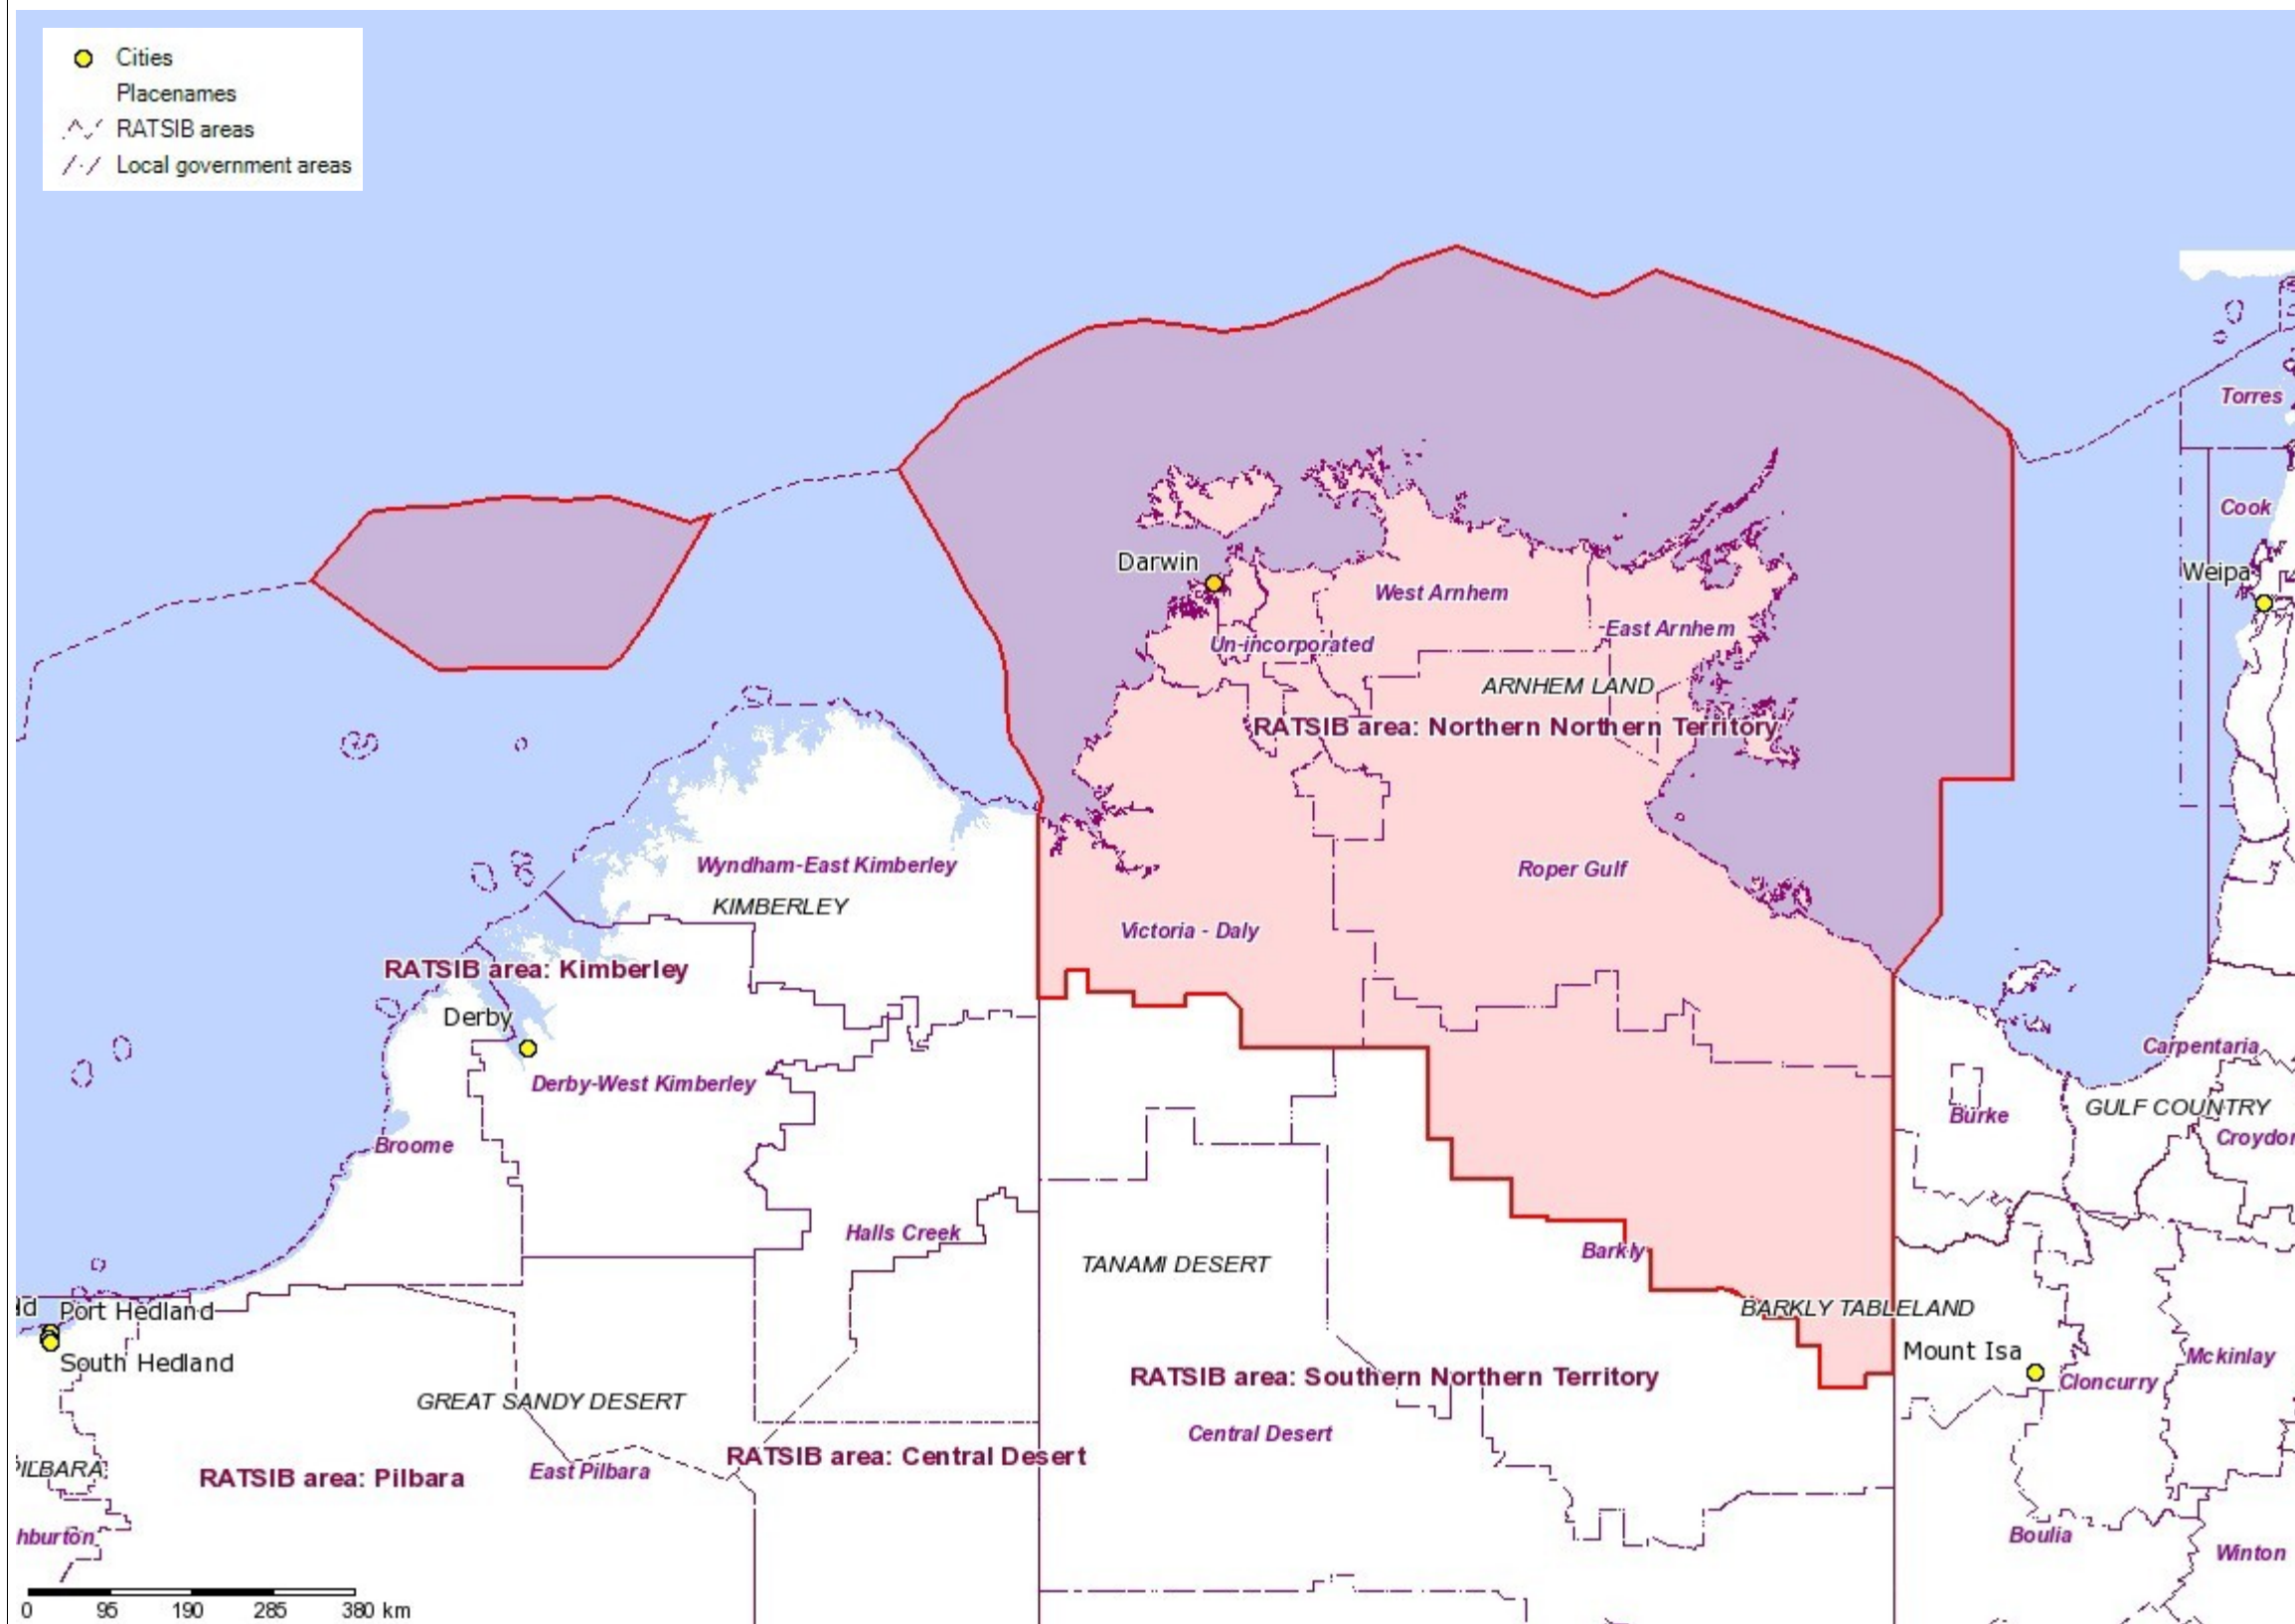 Cities
Placenames
RATSIB areas
Local government areas
Torres
Cook
Weipa
Darwin
West Arnhem
East Arnhem
Un-incorporated
ARNHEM LAND
RATSIB area: Northern Northern Territory
Wyndham-East Kimberley
KIMBERLEY
Roper Gulf
Victoria - Daly
RATSIB area: Kimberley
Derby
Carpentaria
Derby-West Kimberley
GULF COUNTRY
Burke
Croydon
Broome
Halls Creek
TANAMI DESERT
Barkly
BARKLY TABLELAND
ld
Port Hedland
South Hedland
Mount Isa
Mckinlay
Cloncurry
RATSIB area: Southern Northern Territory
GREAT SANDY DESERT
Central Desert
RATSIB area: Central Desert
PILBARA
RATSIB area: Pilbara
East Pilbara
hburton
Boulia
Winton
0 95 190 285 380 km